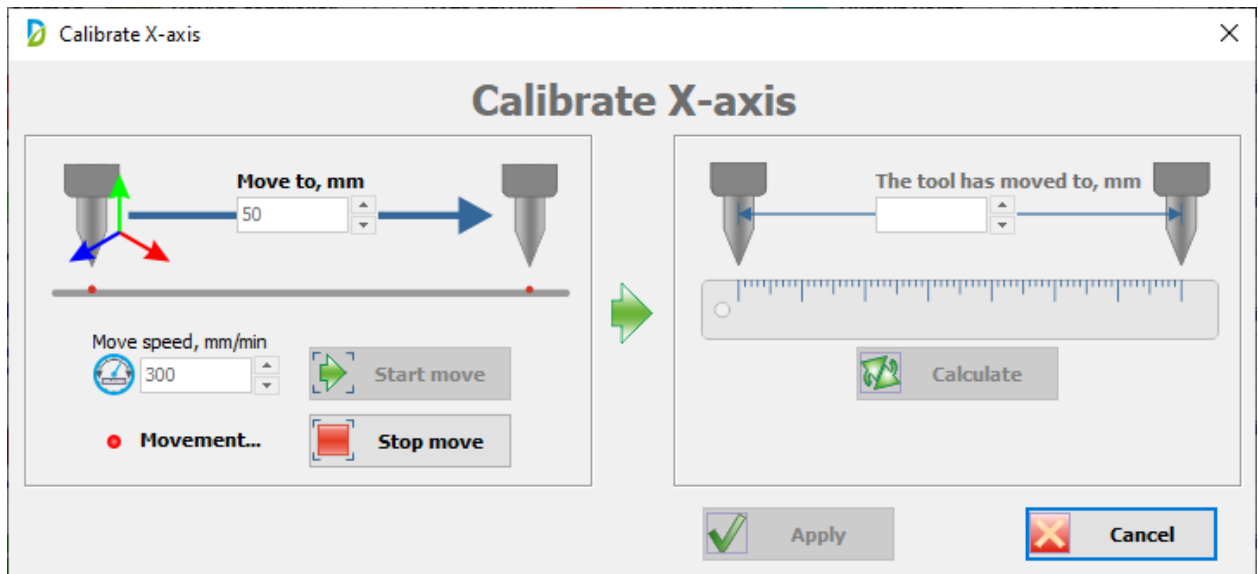 Calibrate X-axis
Calibrate X-axis
Move to, mm
50
Move speed, mm/min
300
Start move
Movement...
Stop move
The tool has moved to, mm
Calculate
Apply
Cancel